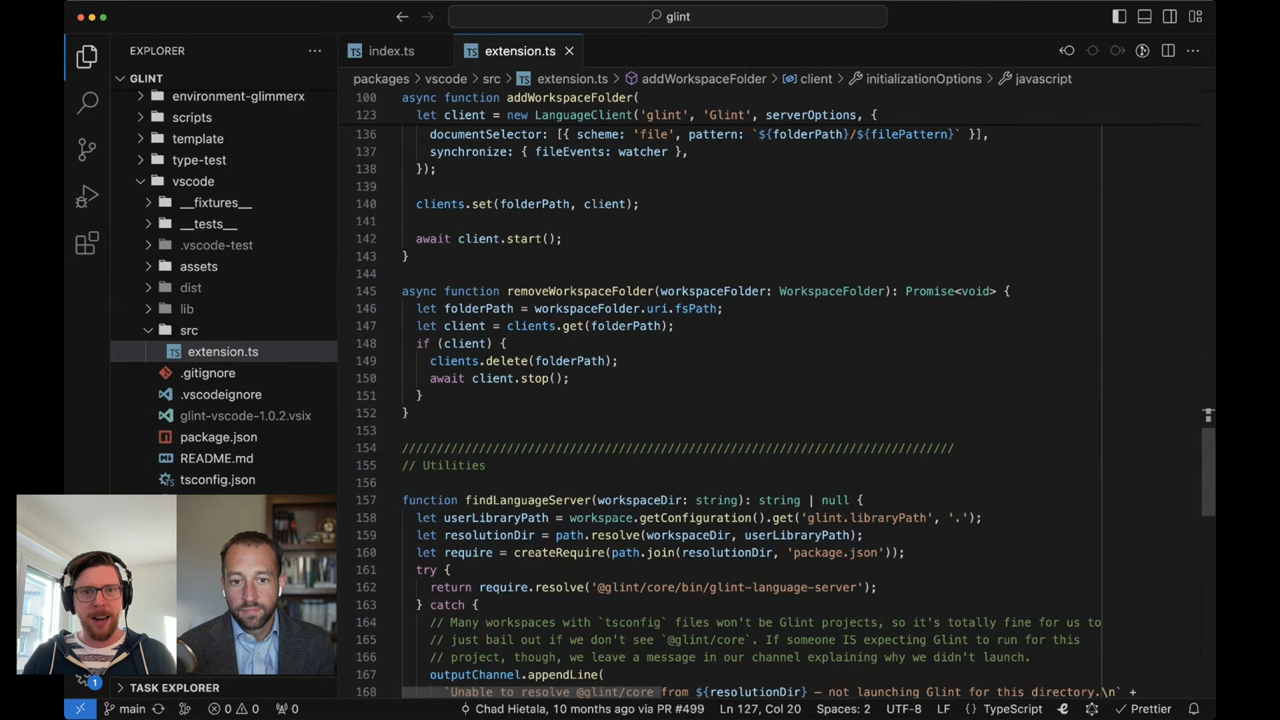 glint
EXPLORER
index.ts
extension.ts
packages > vscode > src > extension.ts > addWorkspaceFolder > client > initializationOptions > javascript
GLINT
environment-glimmerx
scripts
template
type-test
vscode
__fixtures__
__tests__
.vscode-test
assets
dist
lib
src
extension.ts
.gitignore
.vscodeignore
glint-vscode-1.0.2.vsix
package.json
README.md
tsconfig.json
TASK EXPLORER
100 async function addWorkspaceFolder(
123 let client = new LanguageClient('glint', 'Glint', serverOptions, {
136 documentSelector: [{ scheme: 'file', pattern: `${folderPath}/${filePattern}` }],
137 synchronize: { fileEvents: watcher },
138 });
139
140 clients.set(folderPath, client);
141
142 await client.start();
143 }
144
145 async function removeWorkspaceFolder(workspaceFolder: WorkspaceFolder): Promise<void> {
146 let folderPath = workspaceFolder.uri.fsPath;
147 let client = clients.get(folderPath);
148 if (client) {
149 clients.delete(folderPath);
150 await client.stop();
151 }
152 }
153
154 ///////////////////////////////////////////////////////////////////////////////
155 // Utilities
156
157 function findLanguageServer(workspaceDir: string): string | null {
158 let userLibraryPath = workspace.getConfiguration().get('glint.libraryPath', '.');
159 let resolutionDir = path.resolve(workspaceDir, userLibraryPath);
160 let require = createRequire(path.join(resolutionDir, 'package.json'));
161 try {
162 return require.resolve('@glint/core/bin/glint-language-server');
163 } catch {
164 // Many workspaces with `tsconfig` files won't be Glint projects, so it's totally fine for us to
165 // just bail out if we don't see `@glint/core`. If someone IS expecting Glint to run for this
166 // project, though, we leave a message in our channel explaining why we didn't launch.
167 outputChannel.appendLine(
168 `Unable to resolve @glint/core from ${resolutionDir} — not launching Glint for this directory.\n` +
1
main 0 0 0 Chad Hietala, 10 months ago via PR #499 Ln 127, Col 20 Spaces: 2 UTF-8 LF {} TypeScript Prettier